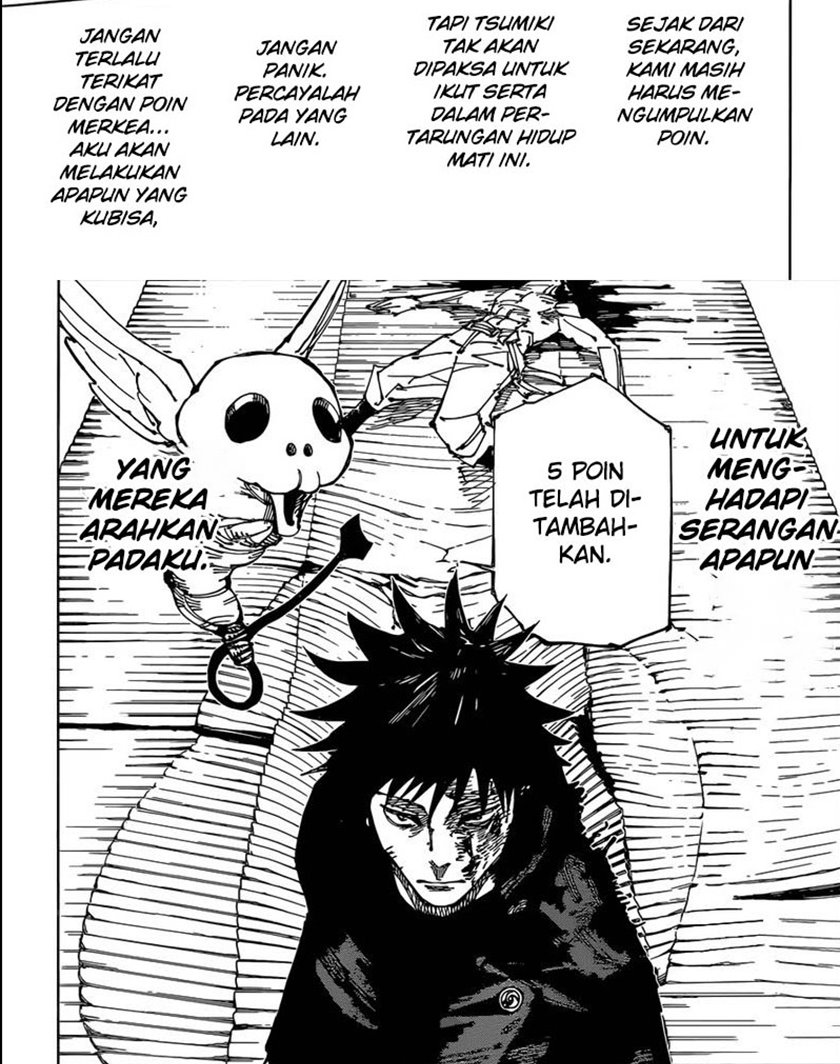 SEJAK DARI
SEKARANG,
KAMI MASIH
HARUS ME-
NGUMPULKAN
POIN.
TAPI TSUMIKI
TAK AKAN
DIPAKSA UNTUK
IKUT SERTA
DALAM PER-
TARUNGAN HIDUP
MATI INI.
JANGAN
PANIK.
PERCAYALAH
PADA YANG
LAIN.
JANGAN
TERLALU
TERIKAT
DENGAN POIN
MERKEA...
AKU AKAN
MELAKUKAN
APAPUN YANG
KUBISA,
UNTUK
MENG-
HADAPI
SERANGAN
APAPUN
5 POIN
TELAH DI-
TAMBAH-
KAN.
YANG
MEREKA
ARAHKAN
PADAKU.